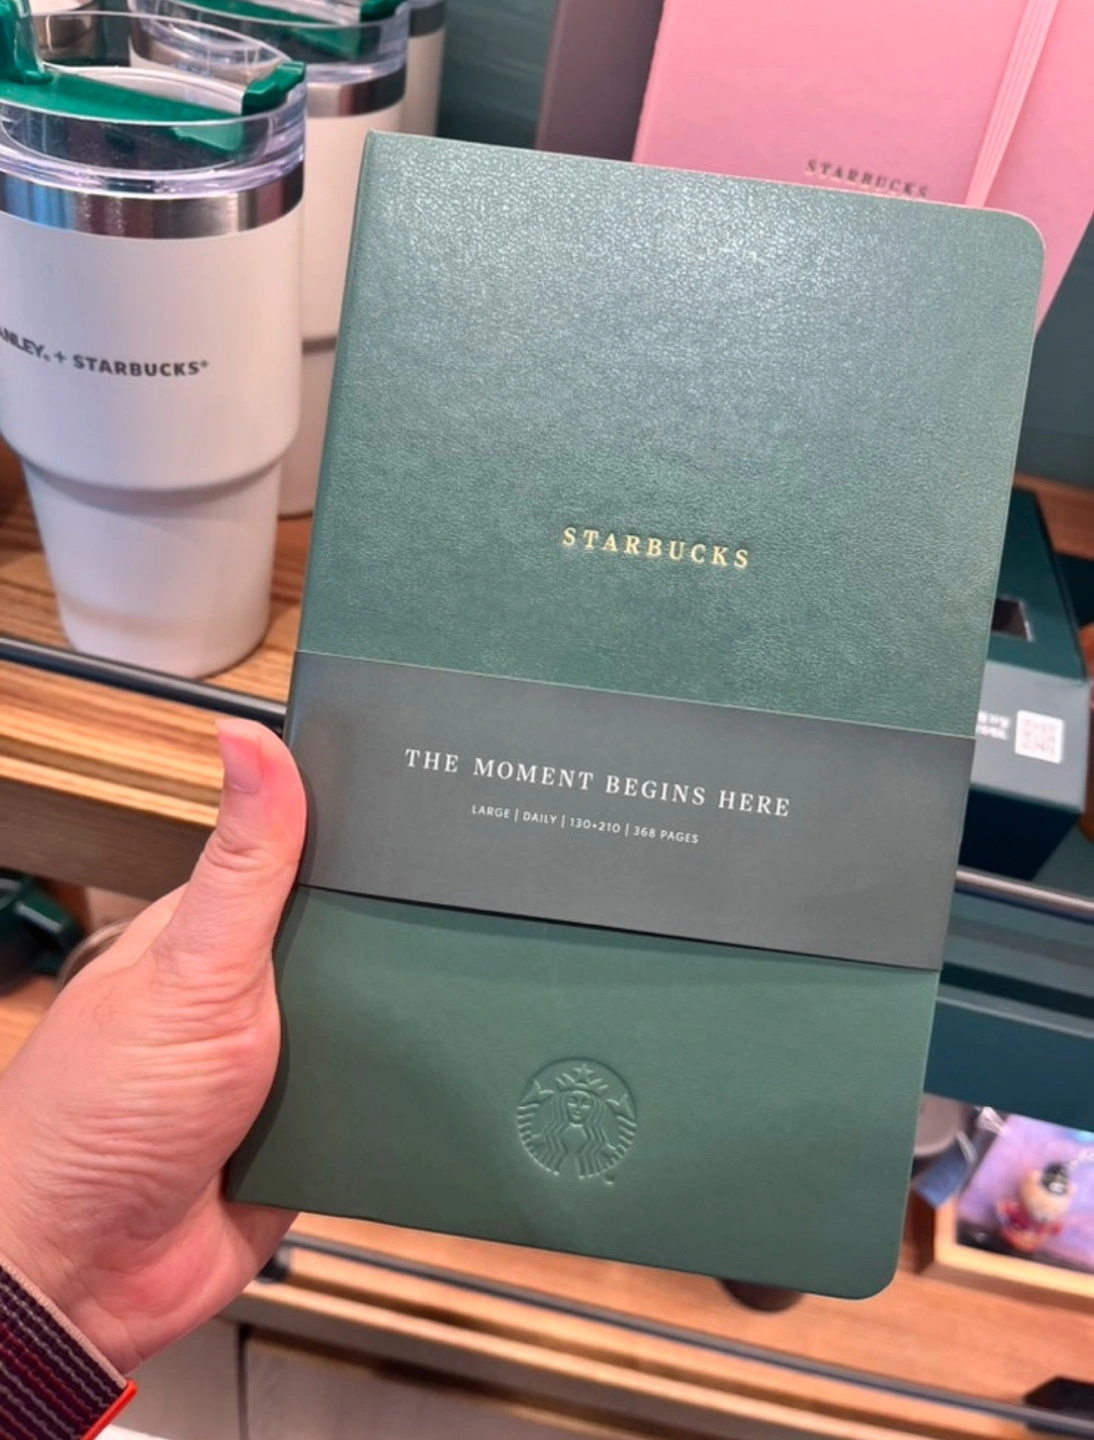 STARBUCKS
ANLEY® + STARBUCKS®
STARBUCKS
THE MOMENT BEGINS HERE
LARGE | DAILY | 130*210 | 368 PAGES